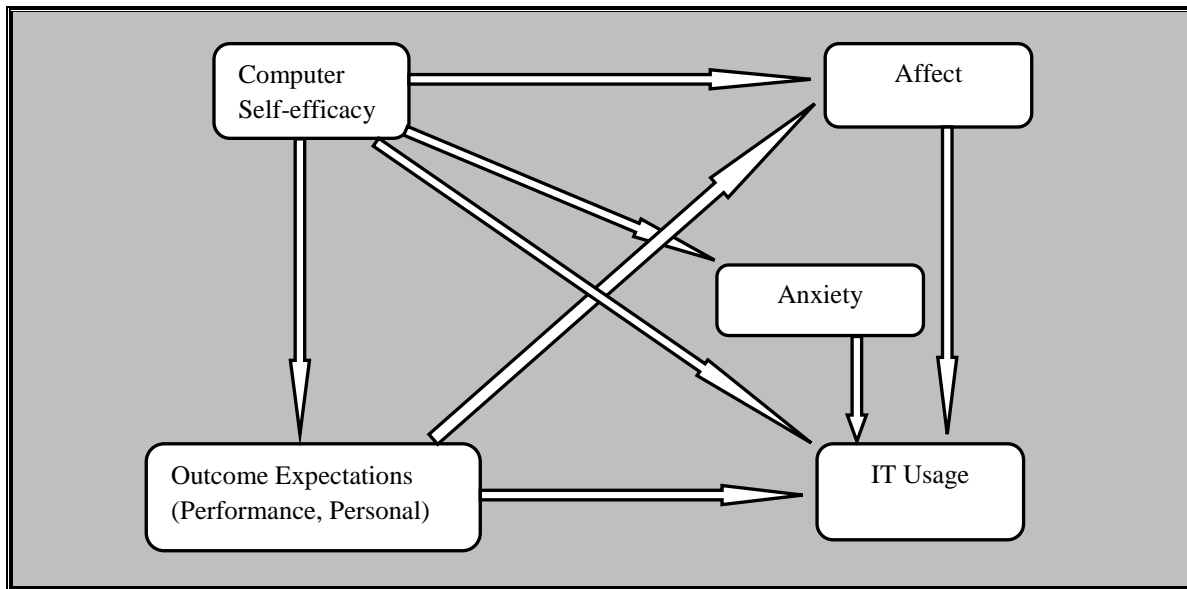 Computer
Self-efficacy
Affect
Anxiety
Outcome Expectations
(Performance, Personal)
IT Usage